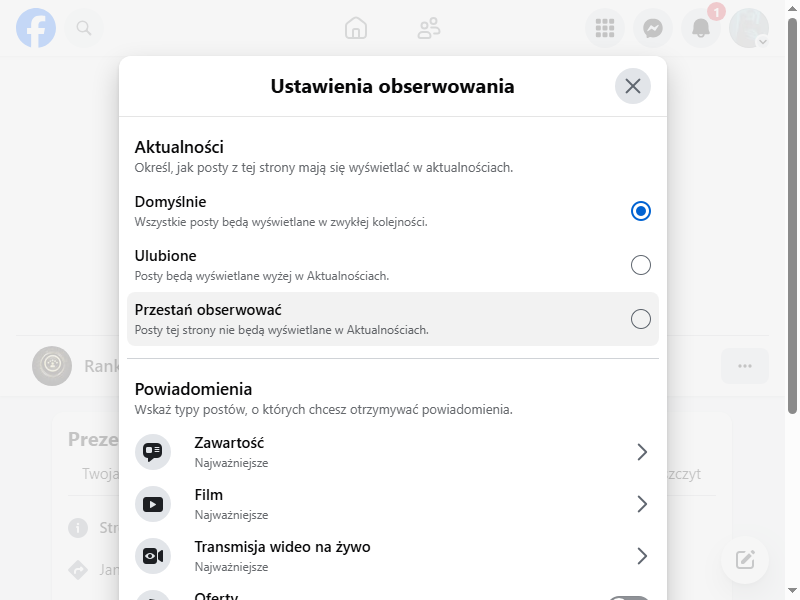 1
Ustawienia obserwowania
Aktualności
Określ, jak posty z tej strony mają się wyświetlać w aktualnościach.
Domyślnie
Wszystkie posty będą wyświetlane w zwykłej kolejności.
Ulubione
Posty będą wyświetlane wyżej w Aktualnościach.
Przestań obserwować
Posty tej strony nie będą wyświetlane w Aktualnościach.
Rank
Powiadomienia
Wskaż typy postów, o których chcesz otrzymywać powiadomienia.
Preze
Zawartość
Najważniejsze
Twoja
zczyt
Film
Najważniejsze
Str
Transmisja wideo na żywo
Najważniejsze
Jan
Oferty